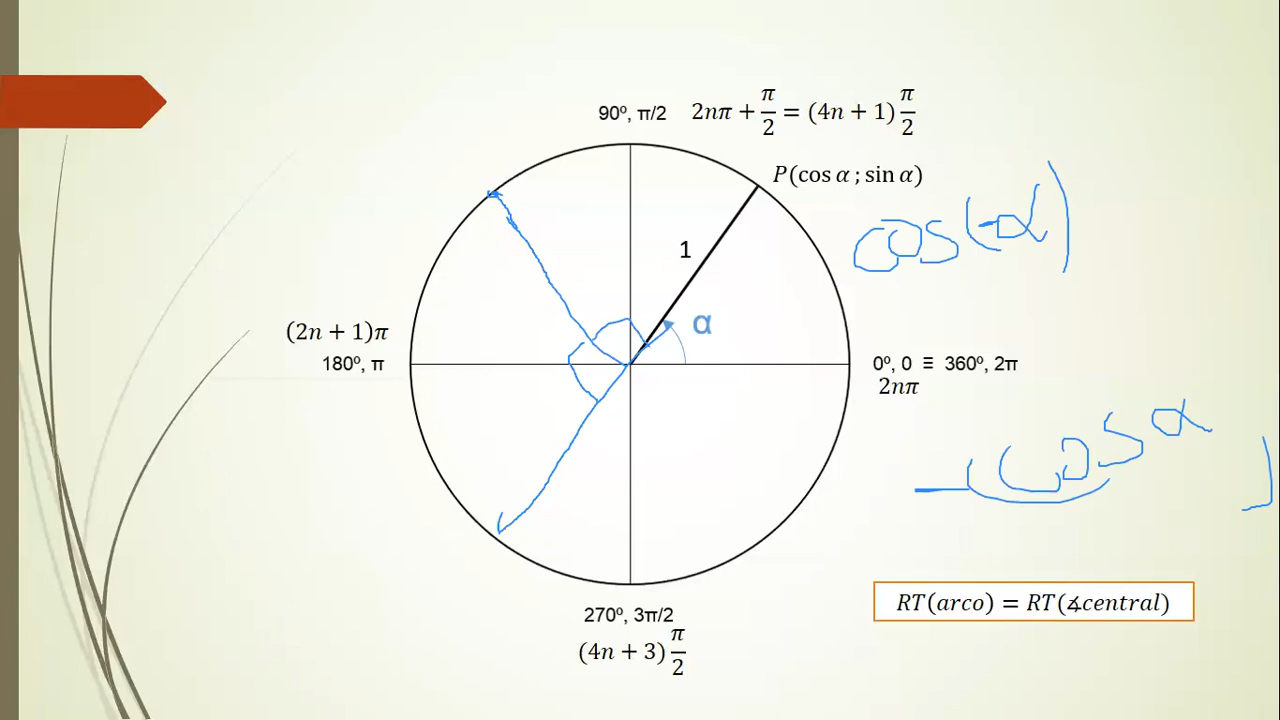 90º, π/2 2nπ + π/2 = (4n + 1) π/2
P(cos α ; sin α)
cos(-α)
1
α
(2n + 1)π
180º, π
0º, 0 ≡ 360º, 2π
2nπ
- cos α
270º, 3π/2
(4n + 3) π/2
RT(arco) = RT(∡central)